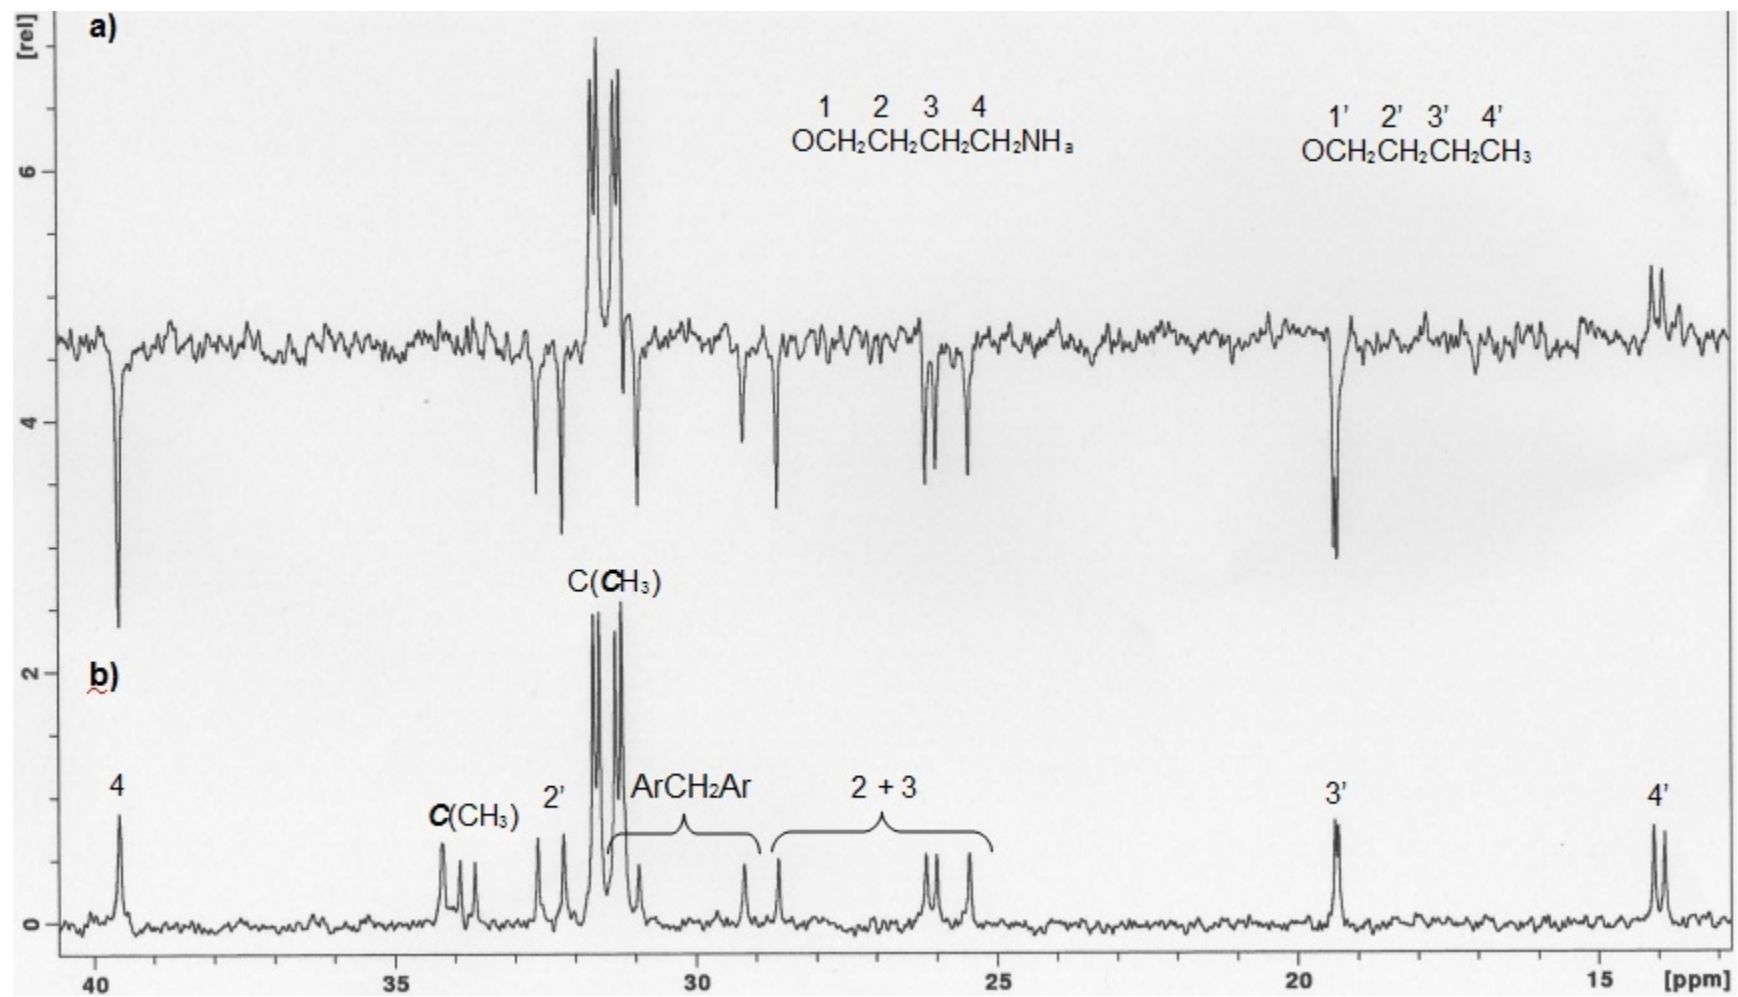 [rel]
a)
1 2 3 4
OCH₂CH₂CH₂CH₂NH₃
1' 2' 3' 4'
OCH₂CH₂CH₂CH₃
6
4
C(CH₃)
2
b)
4
C(CH₃)
2'
ArCH₂Ar
2 + 3
3'
4'
0
40 35 30 25 20 15 [ppm]